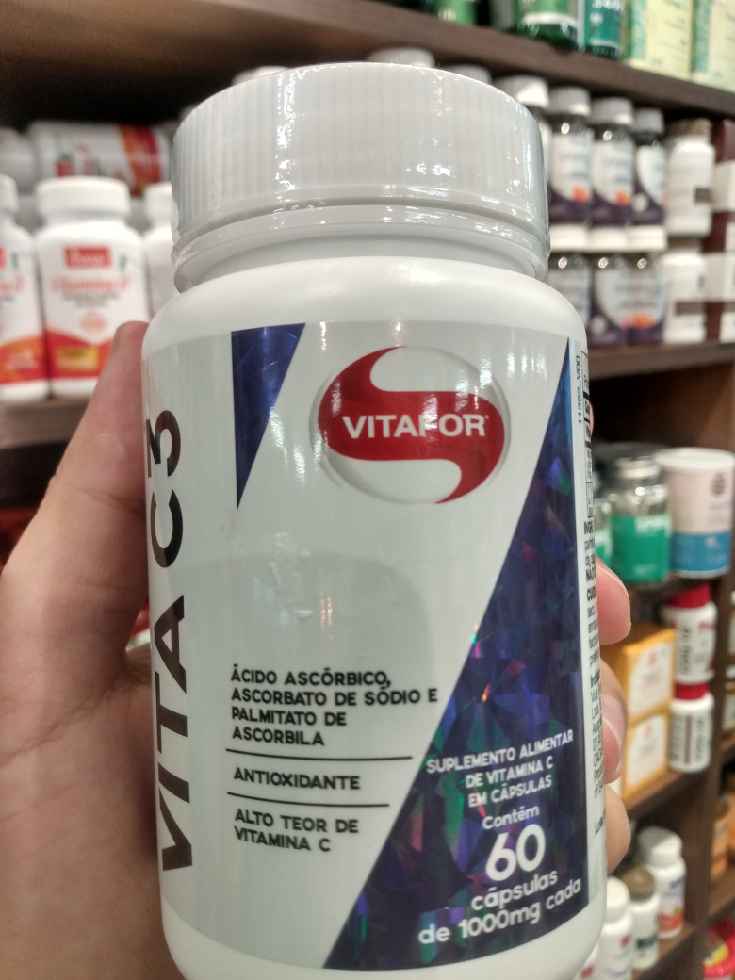 VITAFOR
VITA C3
ÁCIDO ASCÓRBICO,
ASCORBATO DE SÓDIO E
PALMITATO DE
ASCORBILA
ANTIOXIDANTE
ALTO TEOR DE
VITAMINA C
SUPLEMENTO ALIMENTAR
DE VITAMINA C
EM CÁPSULAS
Contêm
60
cápsulas
de 1000mg cada